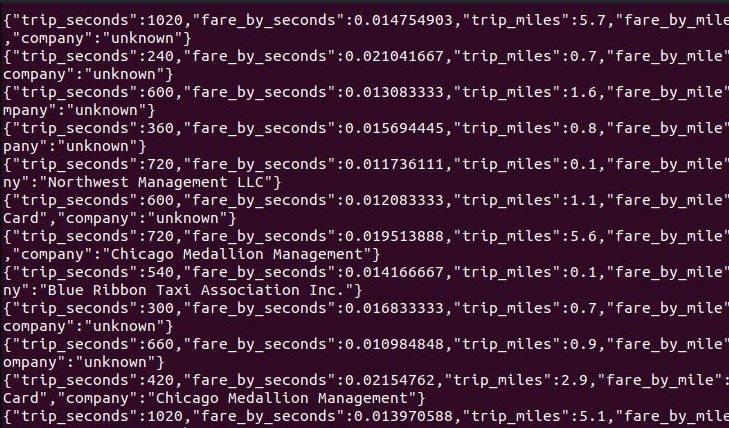 {"trip_seconds":1020,"fare_by_seconds":0.014754903,"trip_miles":5.7,"fare_by_mile
,"company":"unknown"}
{"trip_seconds":240,"fare_by_seconds":0.021041667,"trip_miles":0.7,"fare_by_mile"
company":"unknown"}
{"trip_seconds":600,"fare_by_seconds":0.013083333,"trip_miles":1.6,"fare_by_mile"
mpany":"unknown"}
{"trip_seconds":360,"fare_by_seconds":0.015694445,"trip_miles":0.8,"fare_by_mile"
pany":"unknown"}
{"trip_seconds":720,"fare_by_seconds":0.011736111,"trip_miles":0.1,"fare_by_mile"
ny":"Northwest Management LLC"}
{"trip_seconds":600,"fare_by_seconds":0.012083333,"trip_miles":1.1,"fare_by_mile"
Card","company":"unknown"}
{"trip_seconds":720,"fare_by_seconds":0.019513888,"trip_miles":5.6,"fare_by_mile"
,"company":"Chicago Medallion Management"}
{"trip_seconds":540,"fare_by_seconds":0.014166667,"trip_miles":0.1,"fare_by_mile"
ny":"Blue Ribbon Taxi Association Inc."}
{"trip_seconds":300,"fare_by_seconds":0.016833333,"trip_miles":0.7,"fare_by_mile"
company":"unknown"}
{"trip_seconds":660,"fare_by_seconds":0.010984848,"trip_miles":0.9,"fare_by_mile"
ompany":"unknown"}
{"trip_seconds":420,"fare_by_seconds":0.02154762,"trip_miles":2.9,"fare_by_mile":
Card","company":"Chicago Medallion Management"}
{"trip_seconds":1020,"fare_by_seconds":0.013970588,"trip_miles":5.1,"fare_by_mile